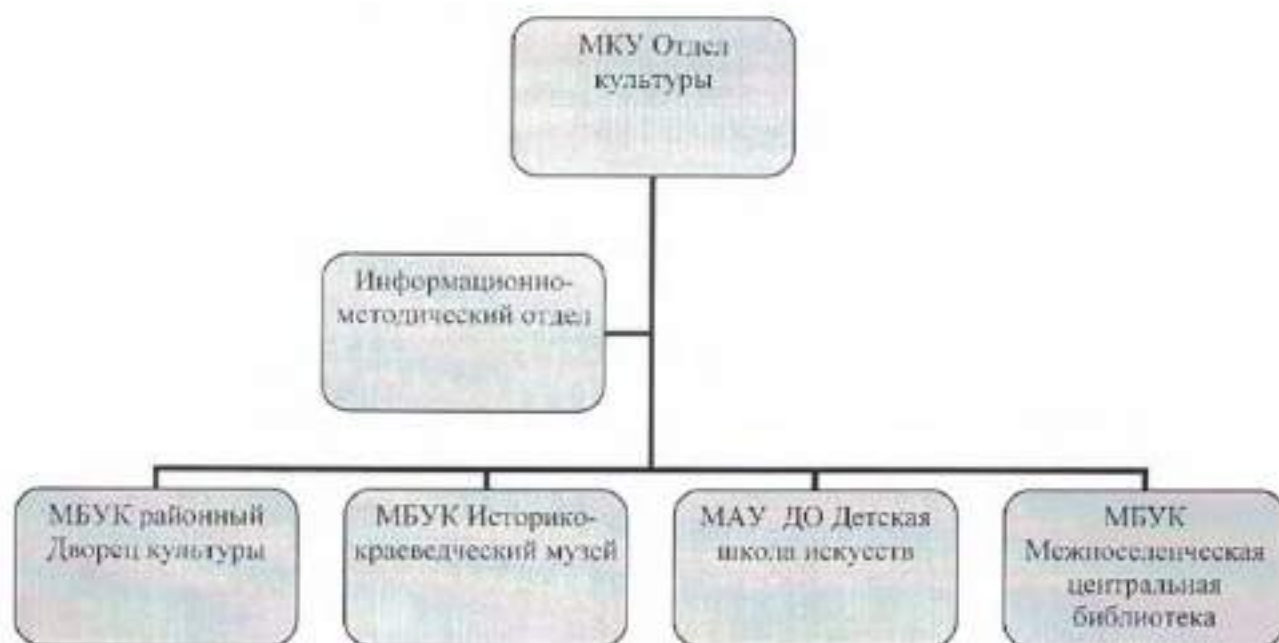 МКУ Отдел
культуры
Информационно-
методический отдел
МБУК районный
Дворец культуры
МБУК Историко-
краеведческий музей
МАУ ДО Детская
школа искусств
МБУК
Межпоселенческая
центральная
библиотека